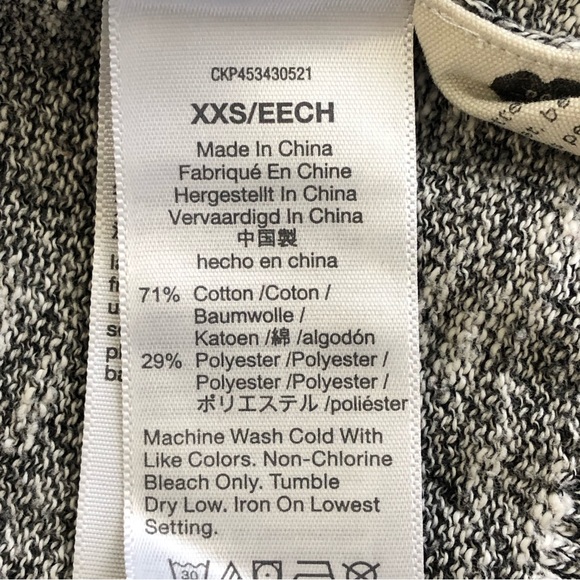 CKP453430521
XXS/EECH
Made In China
Fabriqué En Chine
Hergestellt In China
Vervaardigd In China
中国製
hecho en china
71% Cotton /Coton /
Baumwolle /
Katoen /綿 /algodón
29% Polyester /Polyester /
Polyester /Polyester /
ポリエステル /poliéster
Machine Wash Cold With
Like Colors. Non-Chlorine
Bleach Only. Tumble
Dry Low. Iron On Lowest
Setting.
30